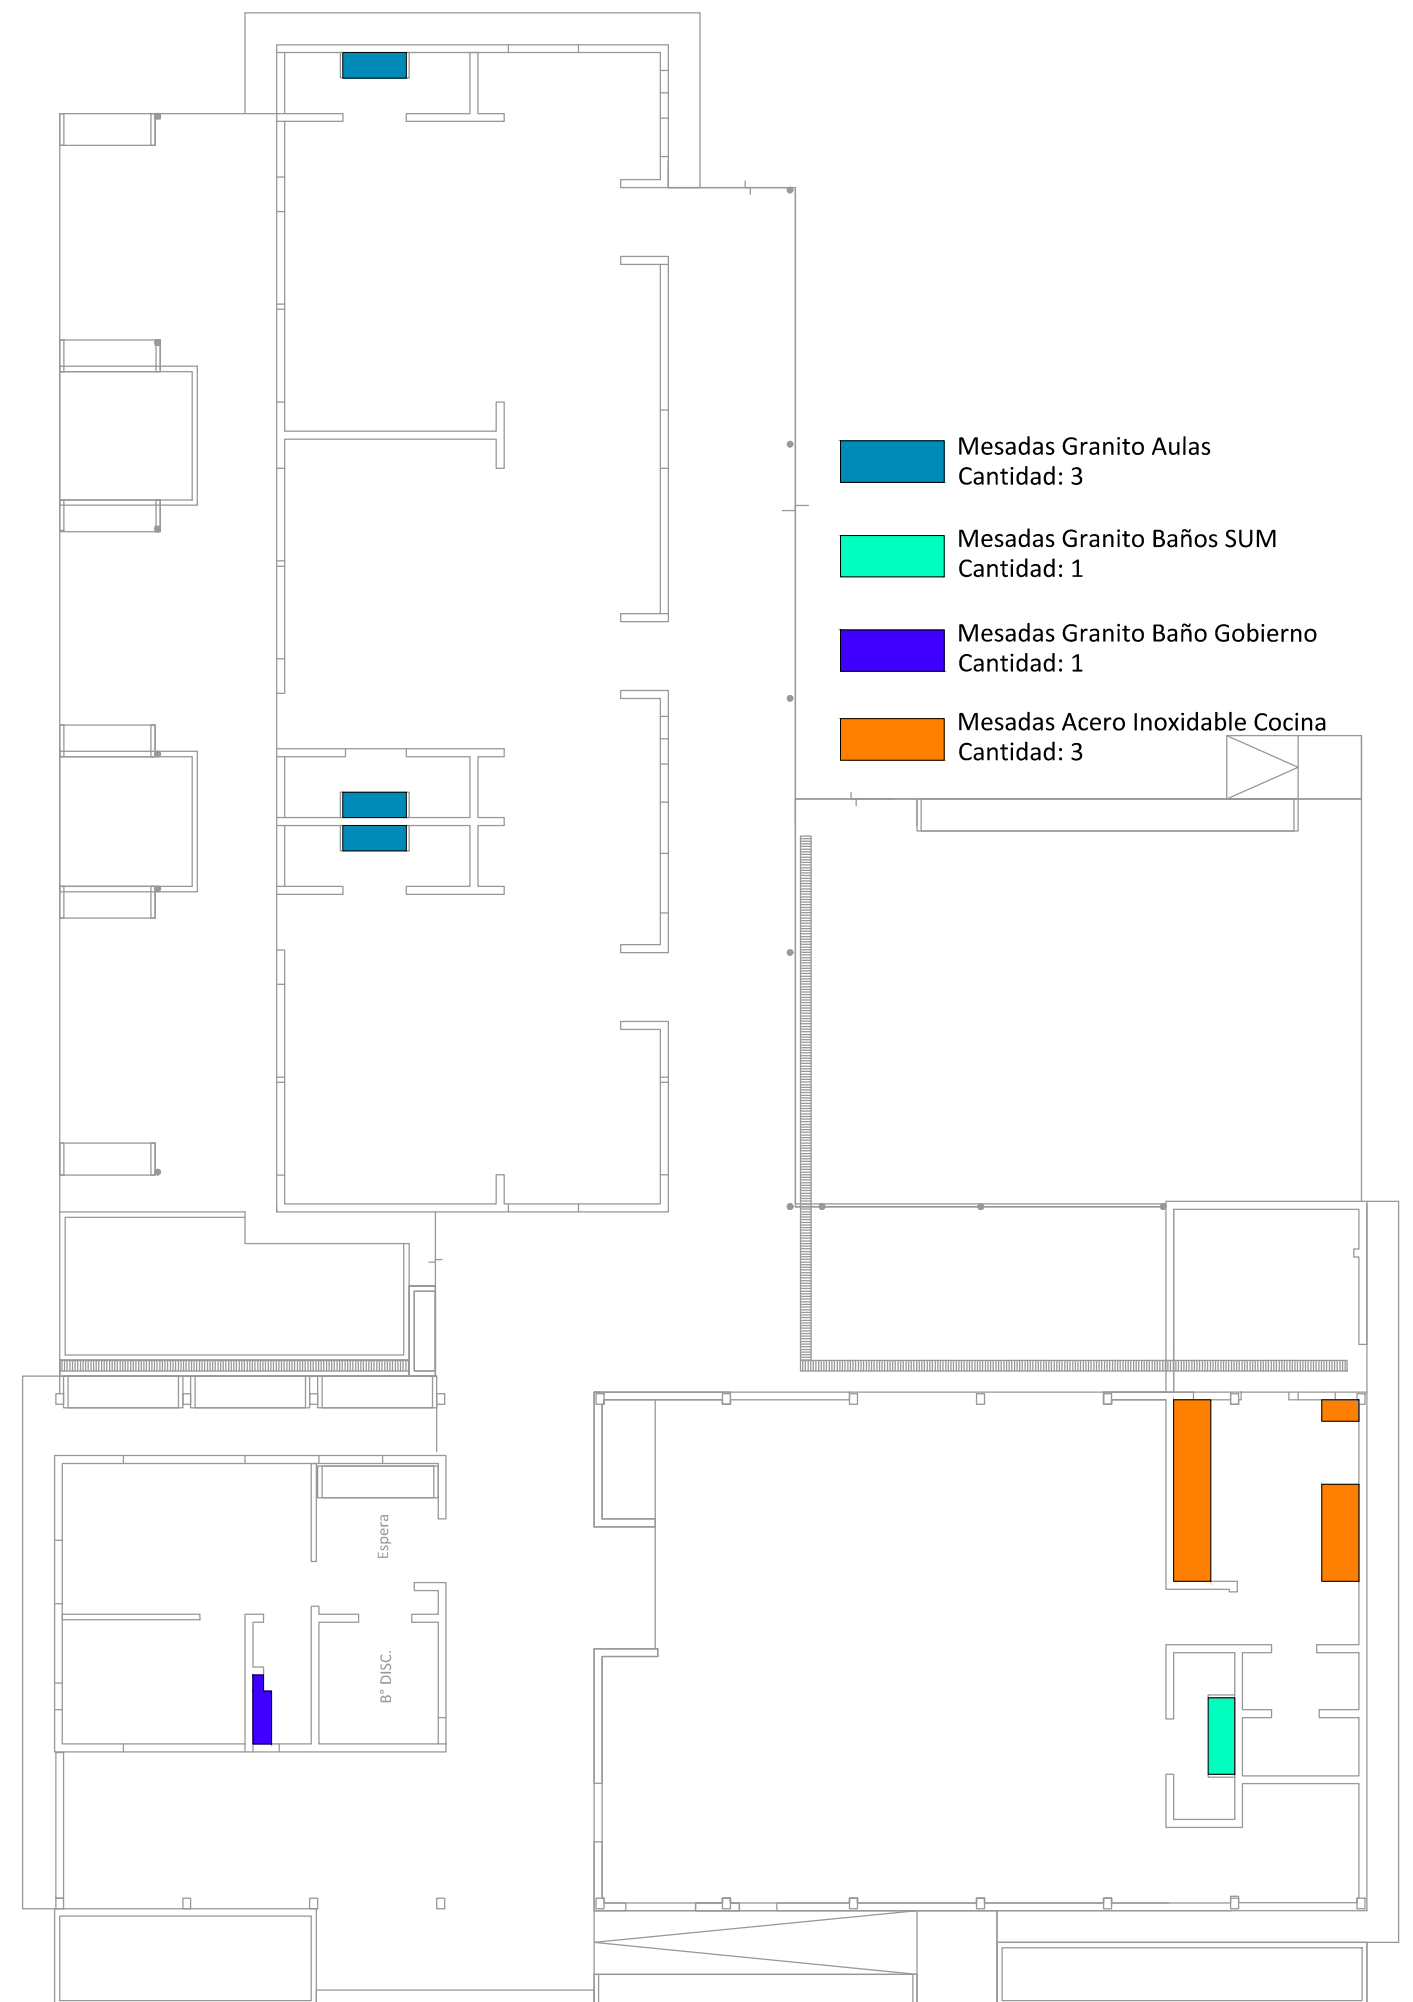 Mesadas Granito Aulas
Cantidad: 3
Mesadas Granito Baños SUM
Cantidad: 1
Mesadas Granito Baño Gobierno
Cantidad: 1
Mesadas Acero Inoxidable Cocina
Cantidad: 3
Espera
B° DISC.